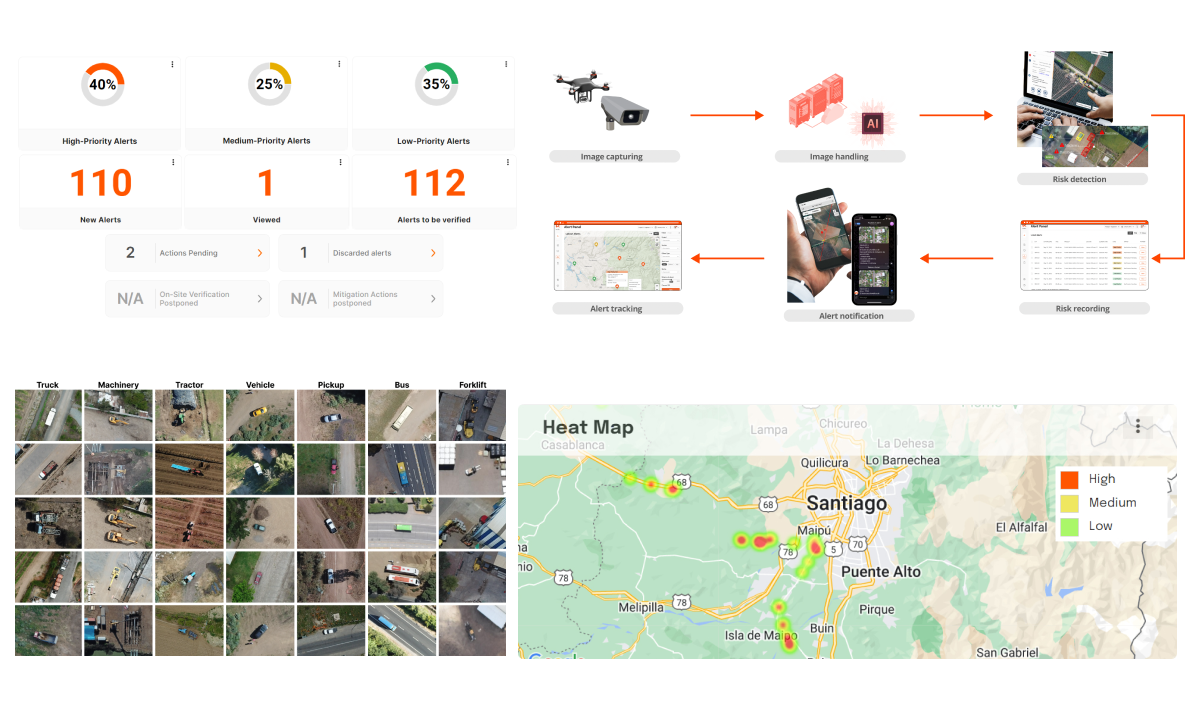 40%
High-Priority Alerts
25%
Medium-Priority Alerts
35%
Low-Priority Alerts
110
New Alerts
1
Viewed
112
Alerts to be verified
2
Actions Pending
1
Discarded alerts
N/A
On-Site Verification
Postponed
N/A
Mitigation Actions
postponed
Image capturing
AI
Image handling
Risk detection
Alert Panel
Risk recording
Alert notification
Alert Panel
Alert tracking
Truck
Machinery
Tractor
Vehicle
Pickup
Bus
Forklift
Heat Map
Casablanca
Lampa
Chicureo
La Dehesa
Lo Barnechea
Quilicura
68
68
Santiago
Maipú
78
5
70
El Alfalfal
78
Puente Alto
Melipilla
78
Pirque
Buin
Isla de Maipo
San Gabriel
High
Medium
Low